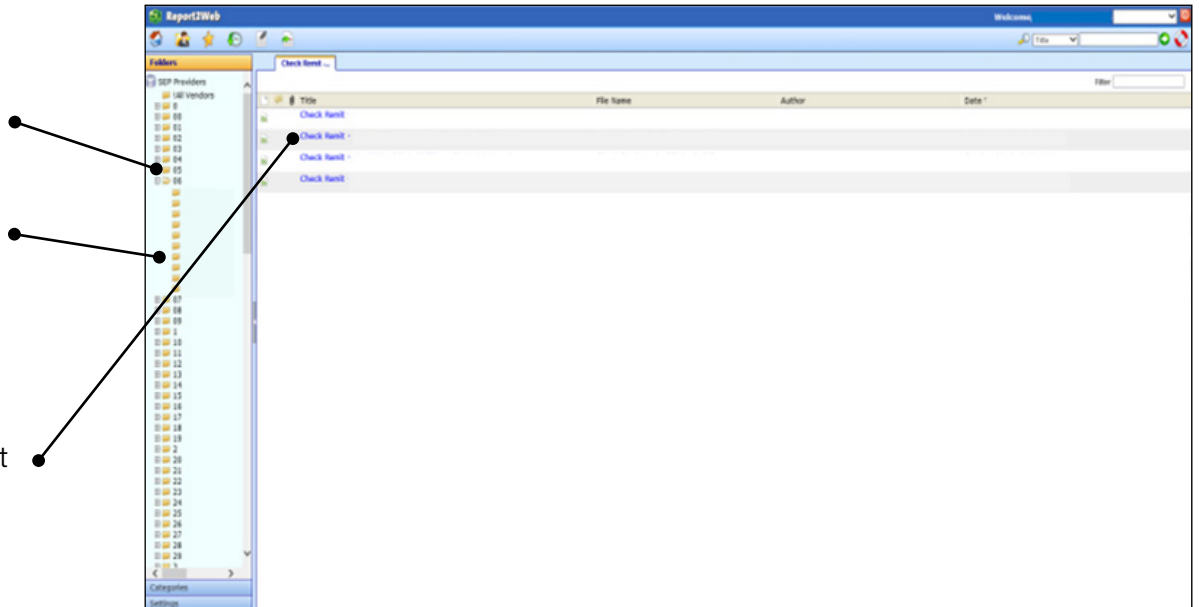 Report2Web
Welcome,
Title
Folders
Check Remit ...
SEP Providers
!All Vendors
0
00
01
02
03
04
05
06
07
08
09
1
10
11
12
13
14
15
16
17
18
19
2
20
21
22
23
24
25
26
27
28
29
3
Categories
Settings
Filter
Title File Name Author Date
Check Remit
Check Remit -
Check Remit -
Check Remit
t